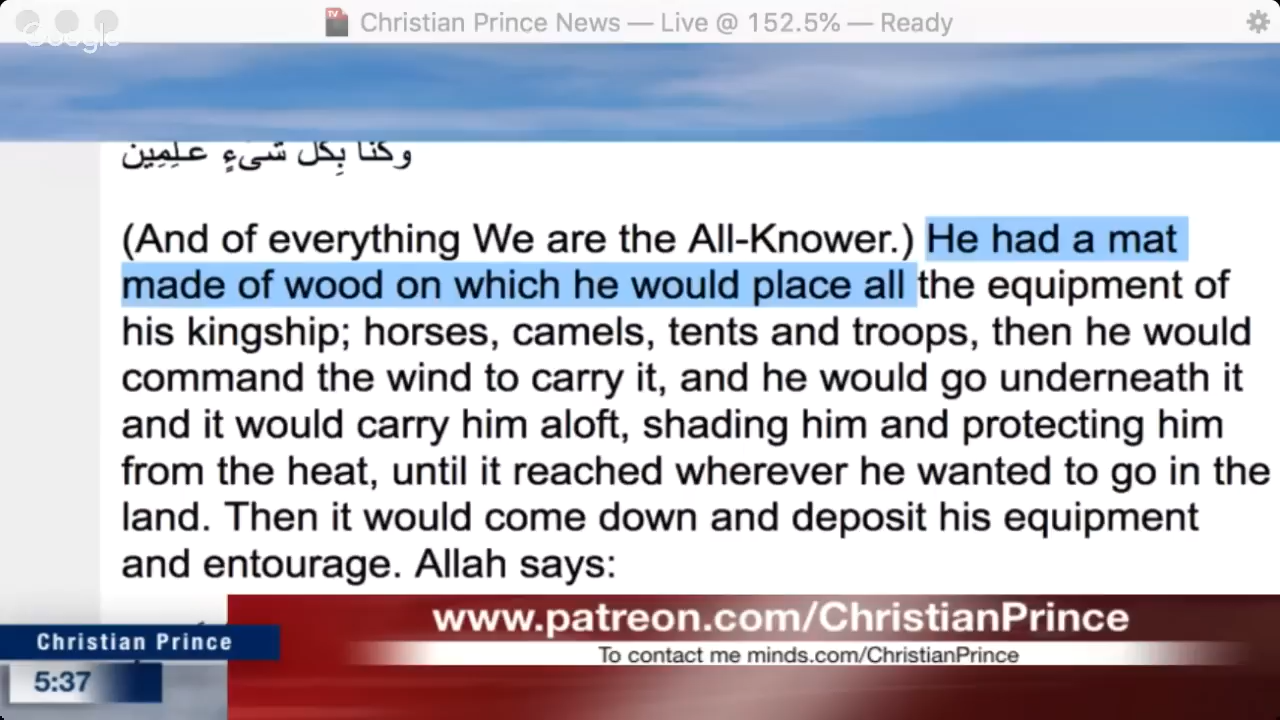 Christian Prince News — Live @ 152.5% — Ready
Google
وَكُنَّا بِكُلِّ شَىْءٍ عَـلِمِينَ
(And of everything We are the All-Knower.) He had a mat
made of wood on which he would place all the equipment of
his kingship; horses, camels, tents and troops, then he would
command the wind to carry it, and he would go underneath it
and it would carry him aloft, shading him and protecting him
from the heat, until it reached wherever he wanted to go in the
land. Then it would come down and deposit his equipment
and entourage. Allah says:
www.patreon.com/ChristianPrince
Christian Prince
To contact me minds.com/ChristianPrince
5:37